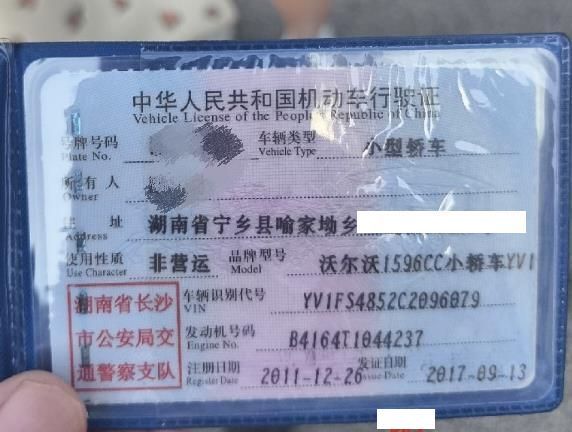 中华人民共和国机动车行驶证
Vehicle License of the People's Republic of China
号牌号码 车辆类型 小型轿车
Plate No. Vehicle Type
所有人
Owner
住 址 湖南省宁乡县喻家坳乡
Address
使用性质 非营运 品牌型号 沃尔沃1596CC小轿车YV1
Use Character Model
湖南省长沙 车辆识别代号 YV1FS4852C2096079
VIN
市公安局交 发动机号码 B4164T1044237
Engine No.
通警察支队 注册日期 2011-12-26 发证日期 2017-09-13
Register Date Issue Date